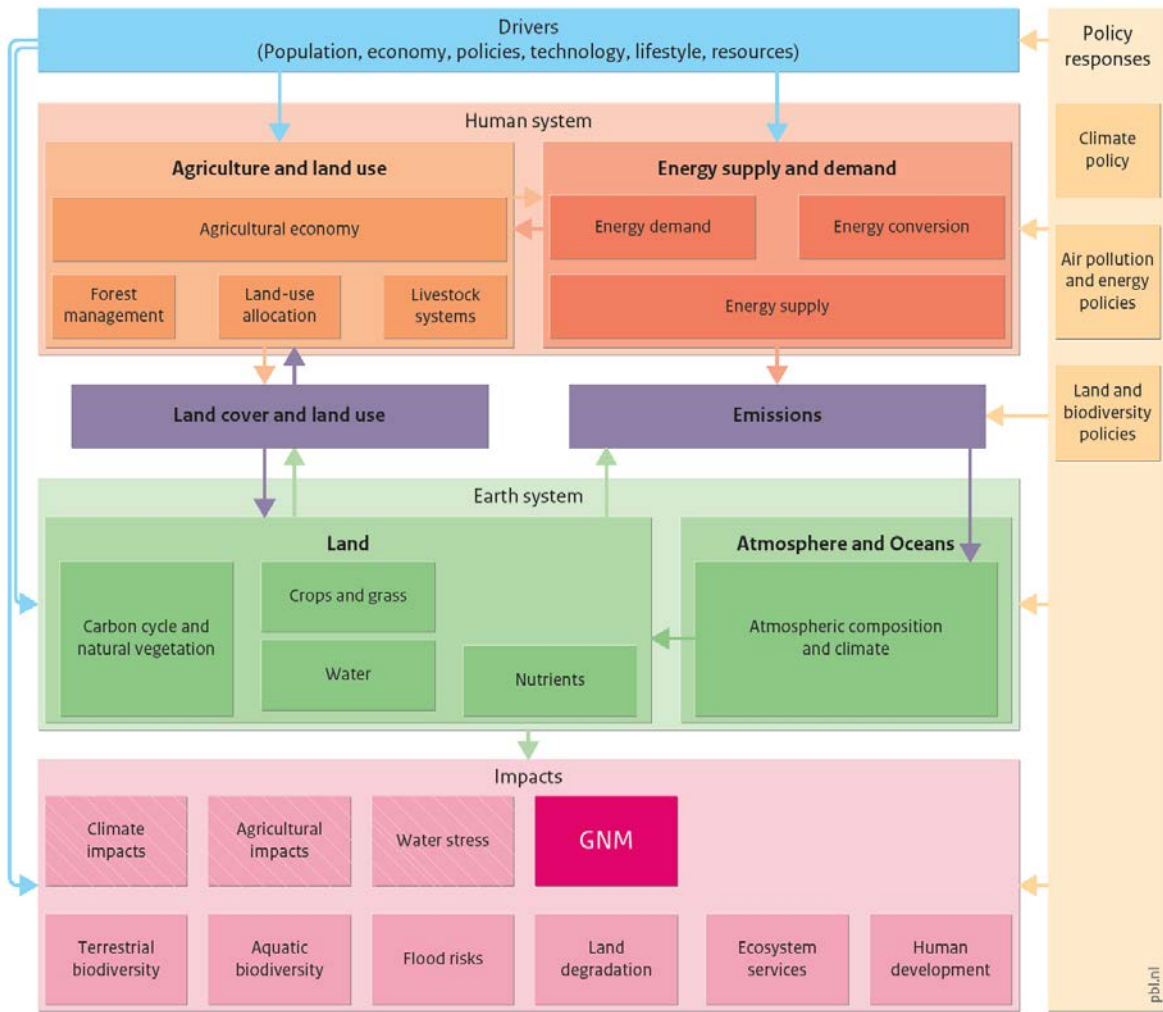 Drivers
(Population, economy, policies, technology, lifestyle, resources)
Policy
responses
Human system
Agriculture and land use
Energy supply and demand
Climate
policy
Agricultural economy
Energy demand
Energy conversion
Air pollution
and energy
policies
Forest
management
Land-use
allocation
Livestock
systems
Energy supply
Land cover and land use
Emissions
Land and
biodiversity
policies
Earth system
Land
Atmosphere and Oceans
Carbon cycle and
natural vegetation
Crops and grass
Water
Nutrients
Atmospheric composition
and climate
Impacts
Climate
impacts
Agricultural
impacts
Water stress
GNM
Terrestrial
biodiversity
Aquatic
biodiversity
Flood risks
Land
degradation
Ecosystem
services
Human
development
pbl.nl